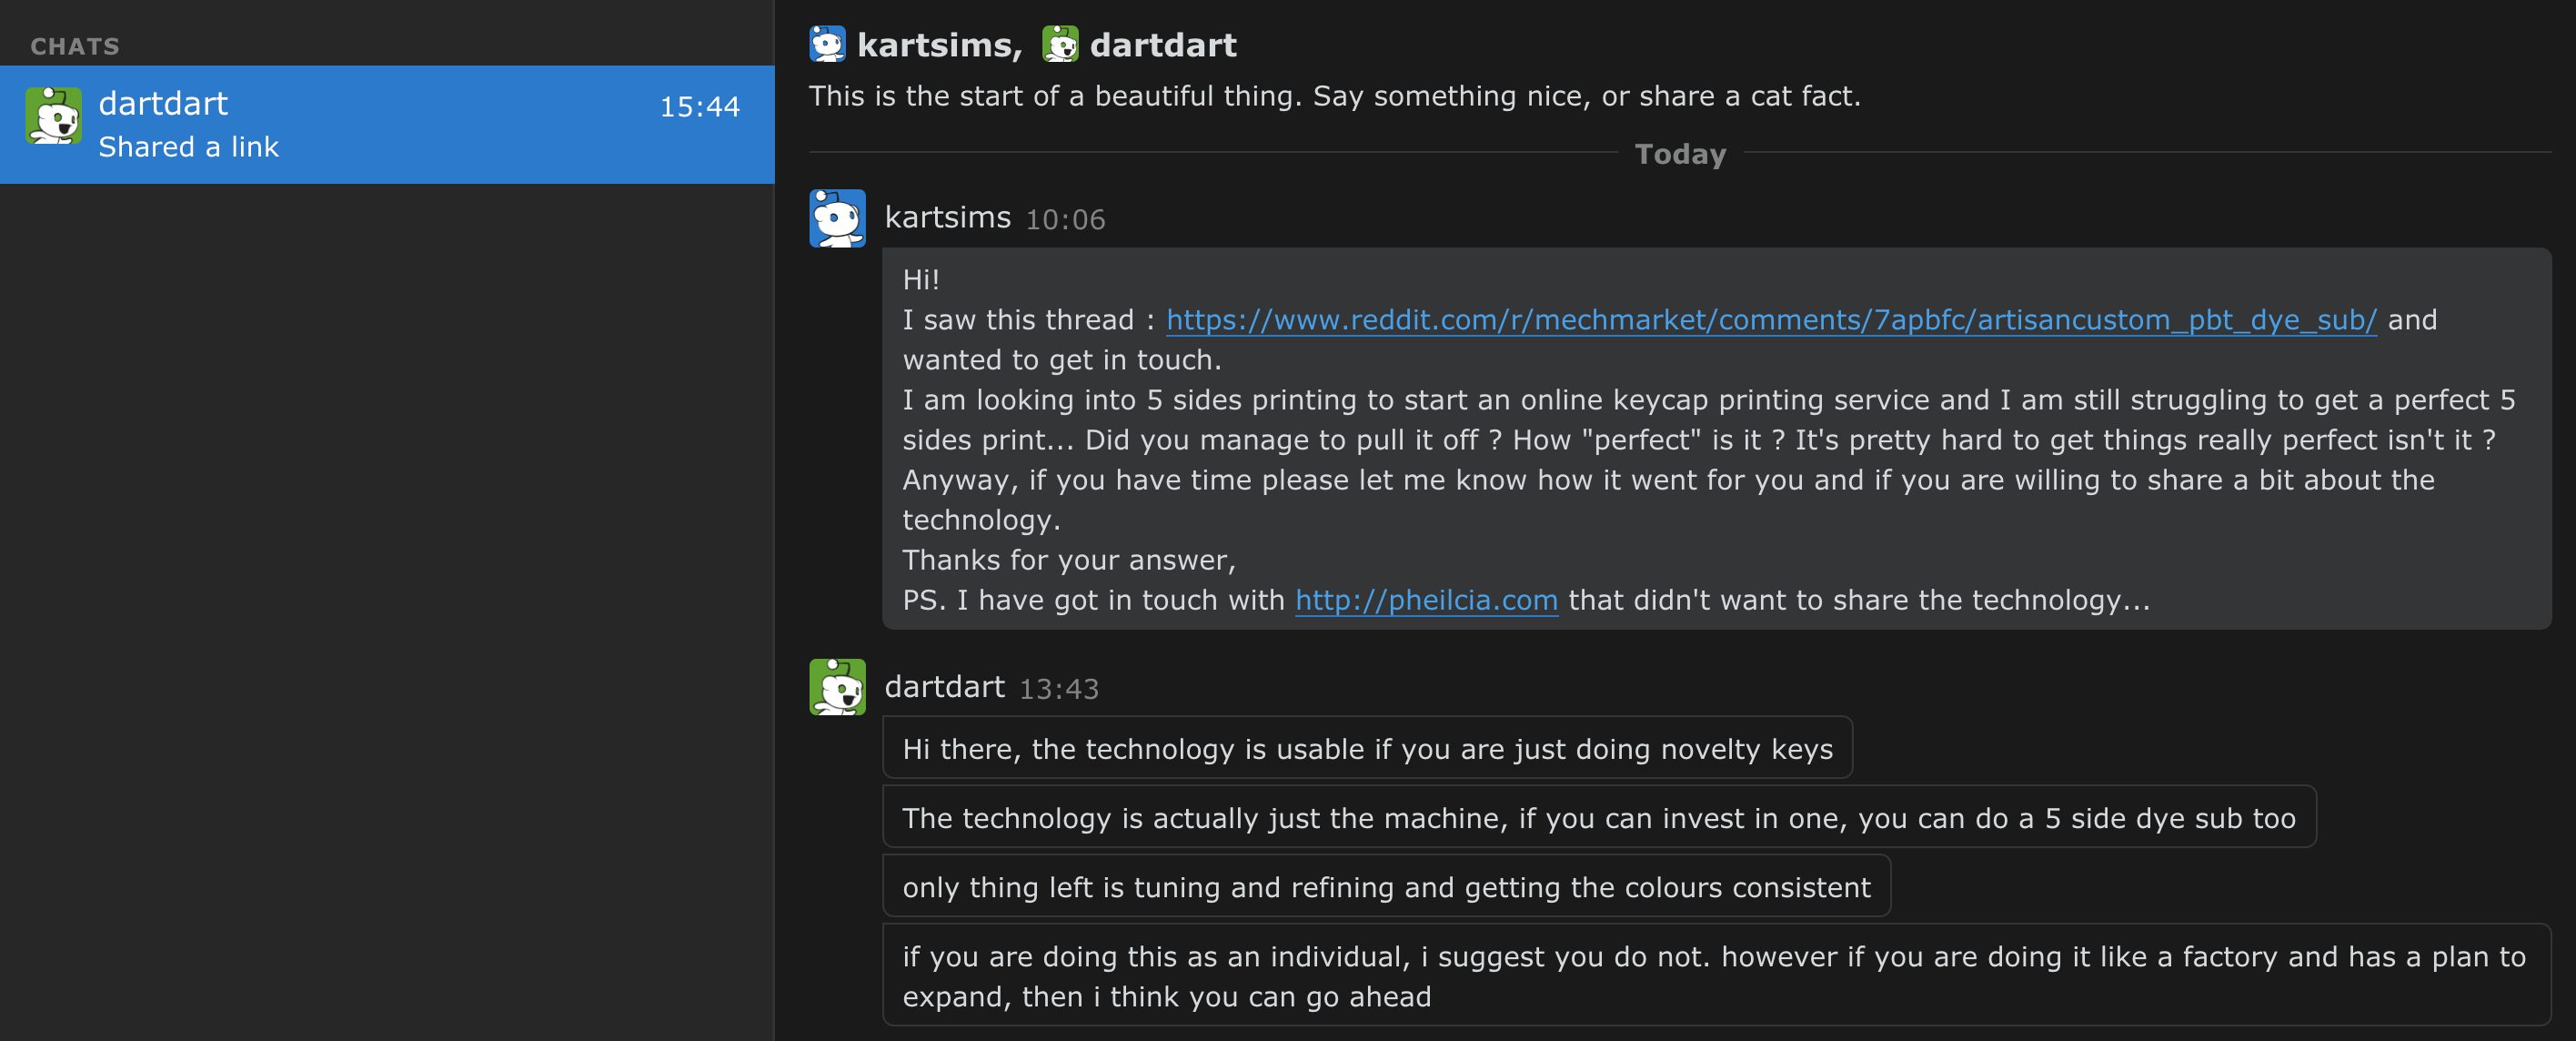 CHATS
dartdart 15:44
Shared a link
kartsims, dartdart
This is the start of a beautiful thing. Say something nice, or share a cat fact.
Today
kartsims 10:06
Hi!
I saw this thread : https://www.reddit.com/r/mechmarket/comments/7apbfc/artisancustom_pbt_dye_sub/ and
wanted to get in touch.
I am looking into 5 sides printing to start an online keycap printing service and I am still struggling to get a perfect 5
sides print... Did you manage to pull it off ? How "perfect" is it ? It's pretty hard to get things really perfect isn't it ?
Anyway, if you have time please let me know how it went for you and if you are willing to share a bit about the
technology.
Thanks for your answer,
PS. I have got in touch with http://pheilcia.com that didn't want to share the technology...
dartdart 13:43
Hi there, the technology is usable if you are just doing novelty keys
The technology is actually just the machine, if you can invest in one, you can do a 5 side dye sub too
only thing left is tuning and refining and getting the colours consistent
if you are doing this as an individual, i suggest you do not. however if you are doing it like a factory and has a plan to
expand, then i think you can go ahead